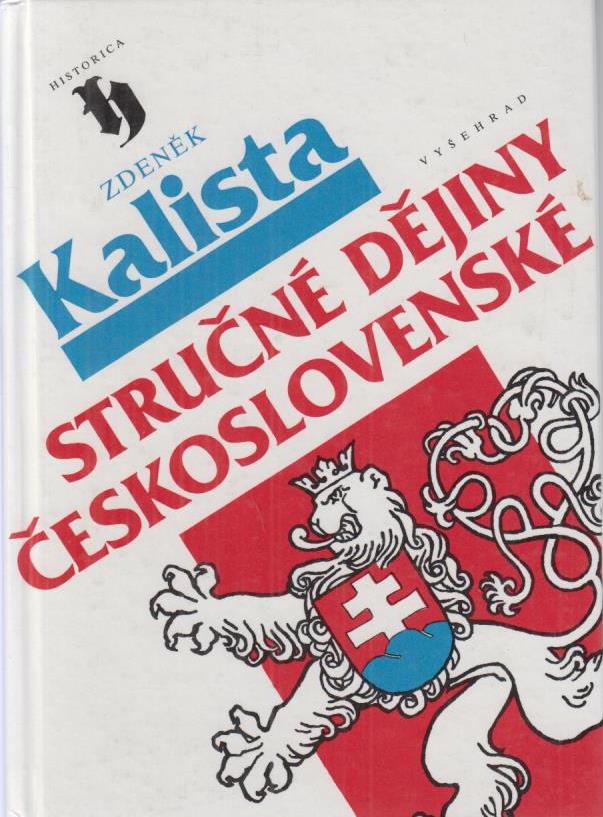 HISTORICA
h
ZDENĚK
Kalista
VYŠEHRAD
STRUČNÉ DĚJINY
ČESKOSLOVENSKÉ